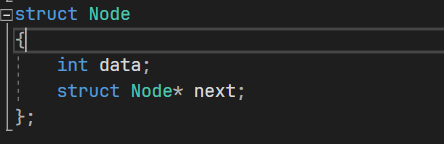 struct Node
{
    int data;
    struct Node* next;
};